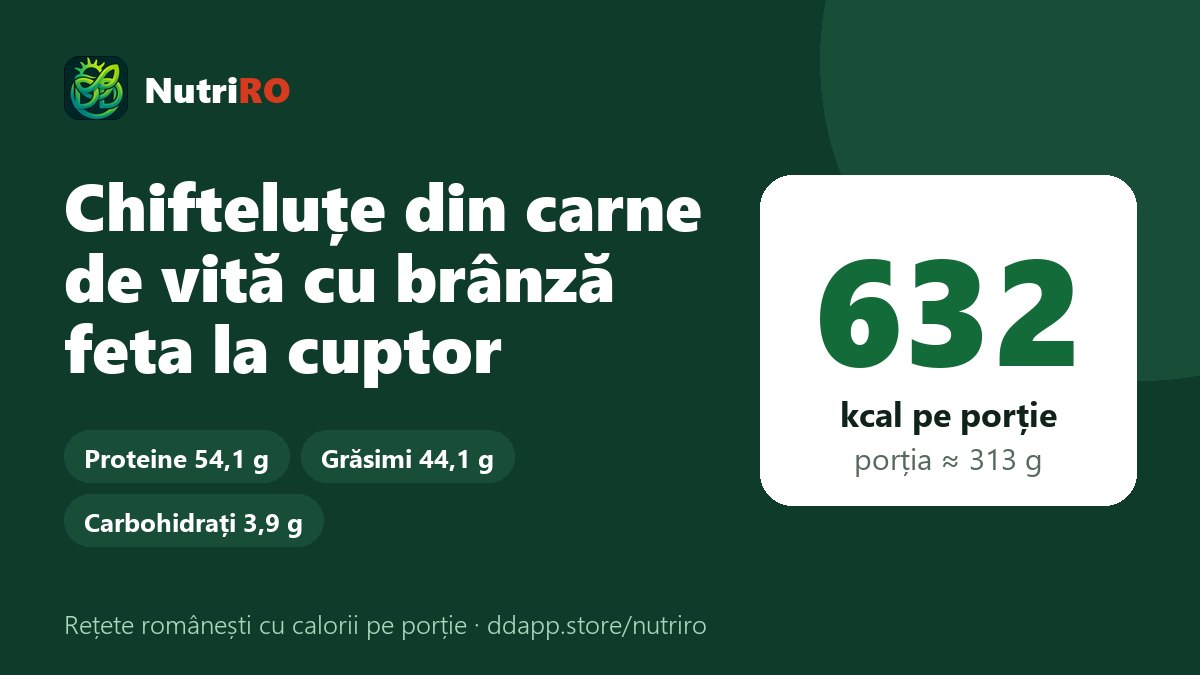 NutriRO
Chifteluțe din carne
de vită cu brânză
feta la cuptor
632
kcal pe porție
porția ≈ 313 g
Proteine 54,1 g
Grăsimi 44,1 g
Carbohidrați 3,9 g
Rețete românești cu calorii pe porție · ddapp.store/nutriro